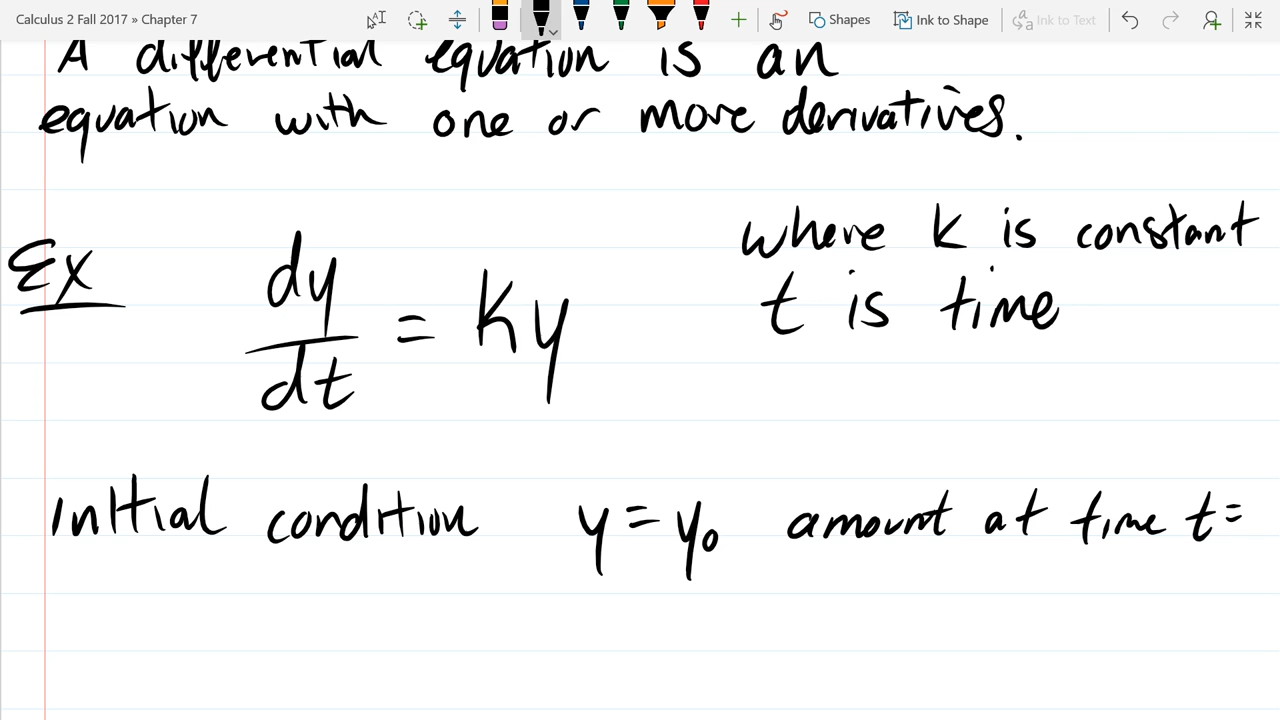 Calculus 2 Fall 2017 » Chapter 7
Shapes
Ink to Shape
Ink to Text
A differential equation is an
equation with one or more derivatives.
Ex
dy/dt = ky
where k is constant
t is time
initial condition y = y₀ amount at time t =